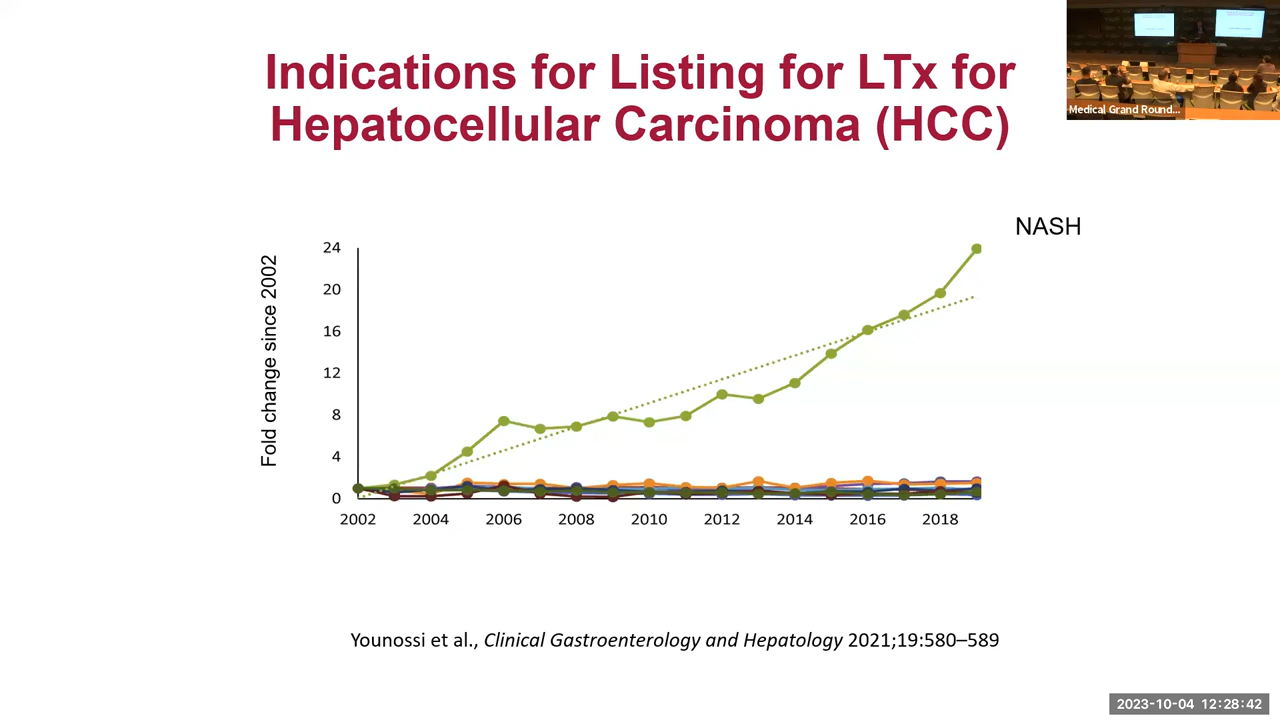 Indications for Listing for LTx for
Hepatocellular Carcinoma (HCC)
Medical Grand Round...
NASH
Fold change since 2002
24
20
16
12
8
4
0
2002 2004 2006 2008 2010 2012 2014 2016 2018
Younossi et al., Clinical Gastroenterology and Hepatology 2021;19:580–589
2023-10-04 12:28:42